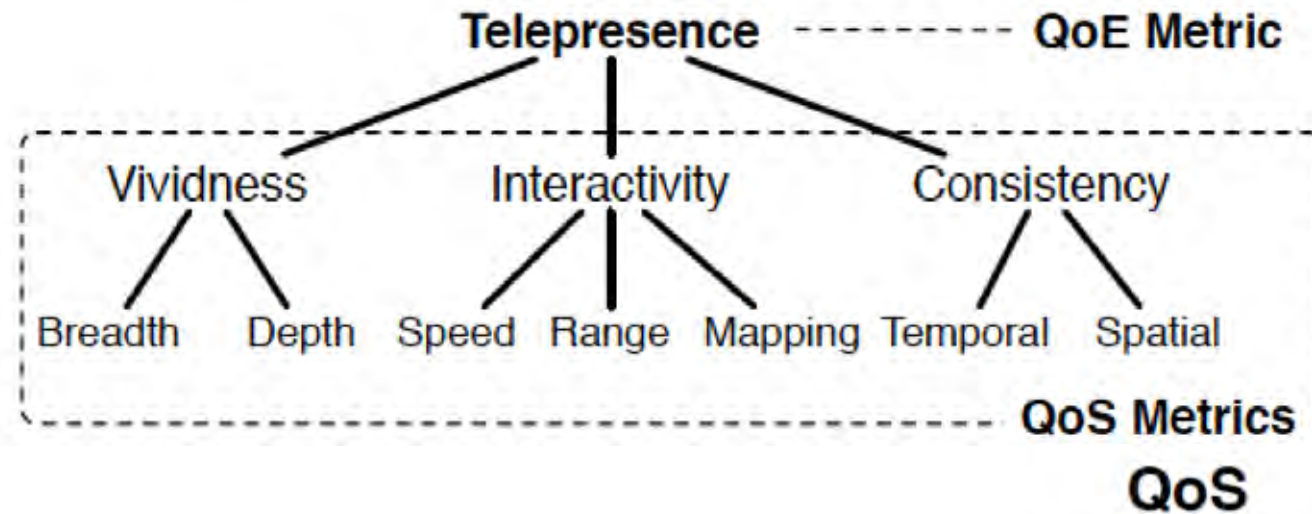 Telepresence QoE Metric
Vividness Interactivity Consistency
Breadth Depth Speed Range Mapping Temporal Spatial
QoS Metrics
QoS